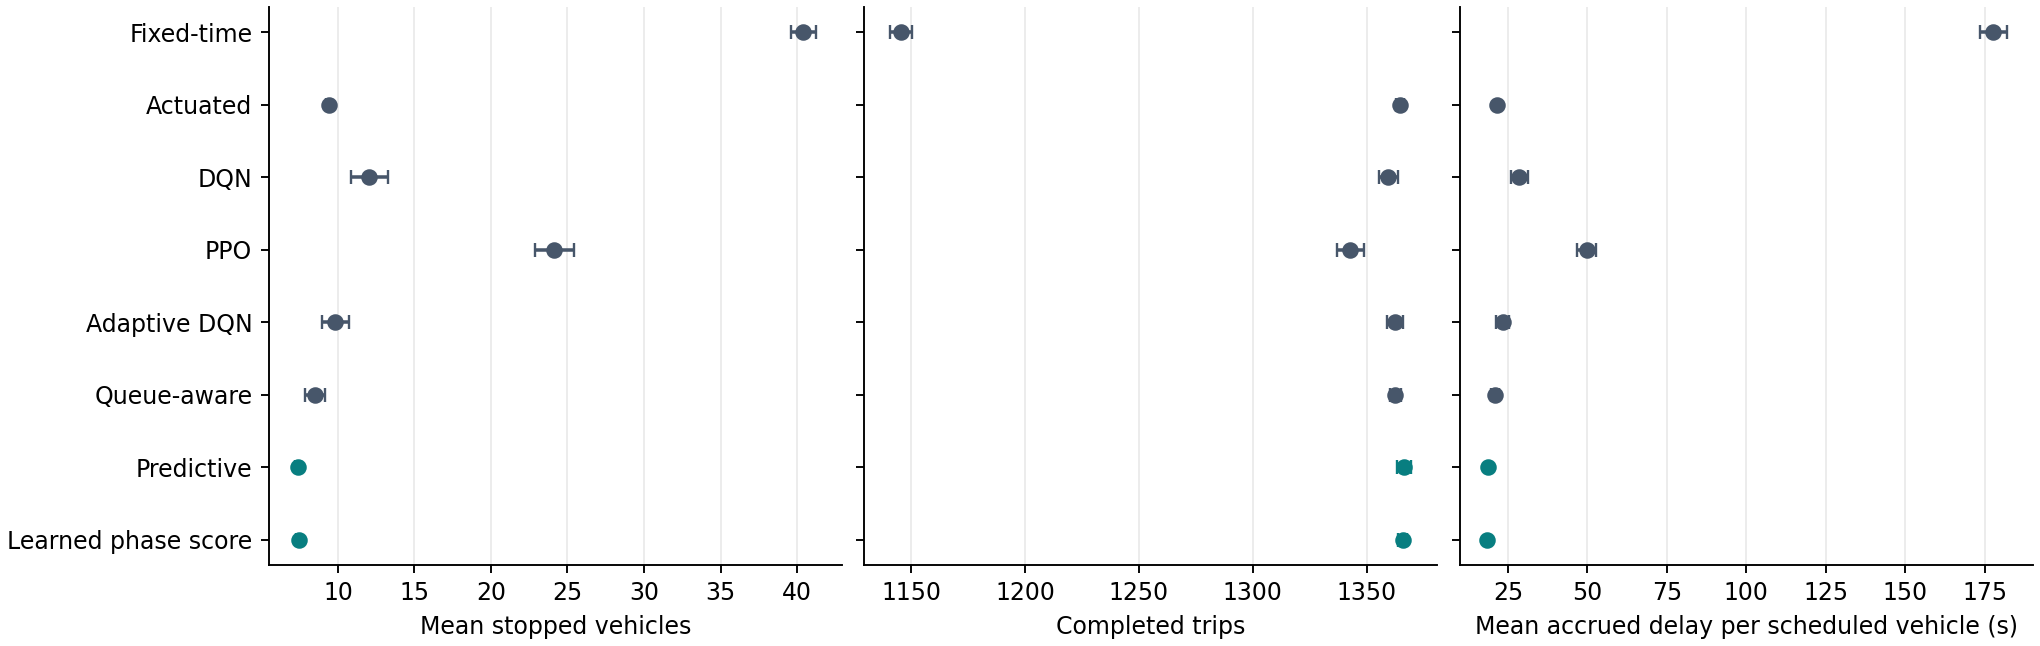 Fixed-time
Actuated
DQN
PPO
Adaptive DQN
Queue-aware
Predictive
Learned phase score
10 15 20 25 30 35 40
Mean stopped vehicles
1150 1200 1250 1300 1350
Completed trips
25 50 75 100 125 150 175
Mean accrued delay per scheduled vehicle (s)